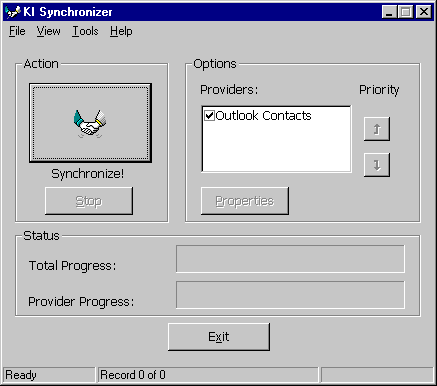 KI Synchronizer
File View Tools Help
Action
Synchronize!
Stop
Options
Providers: Priority
Outlook Contacts
Properties
Status
Total Progress:
Provider Progress:
Exit
Ready Record 0 of 0